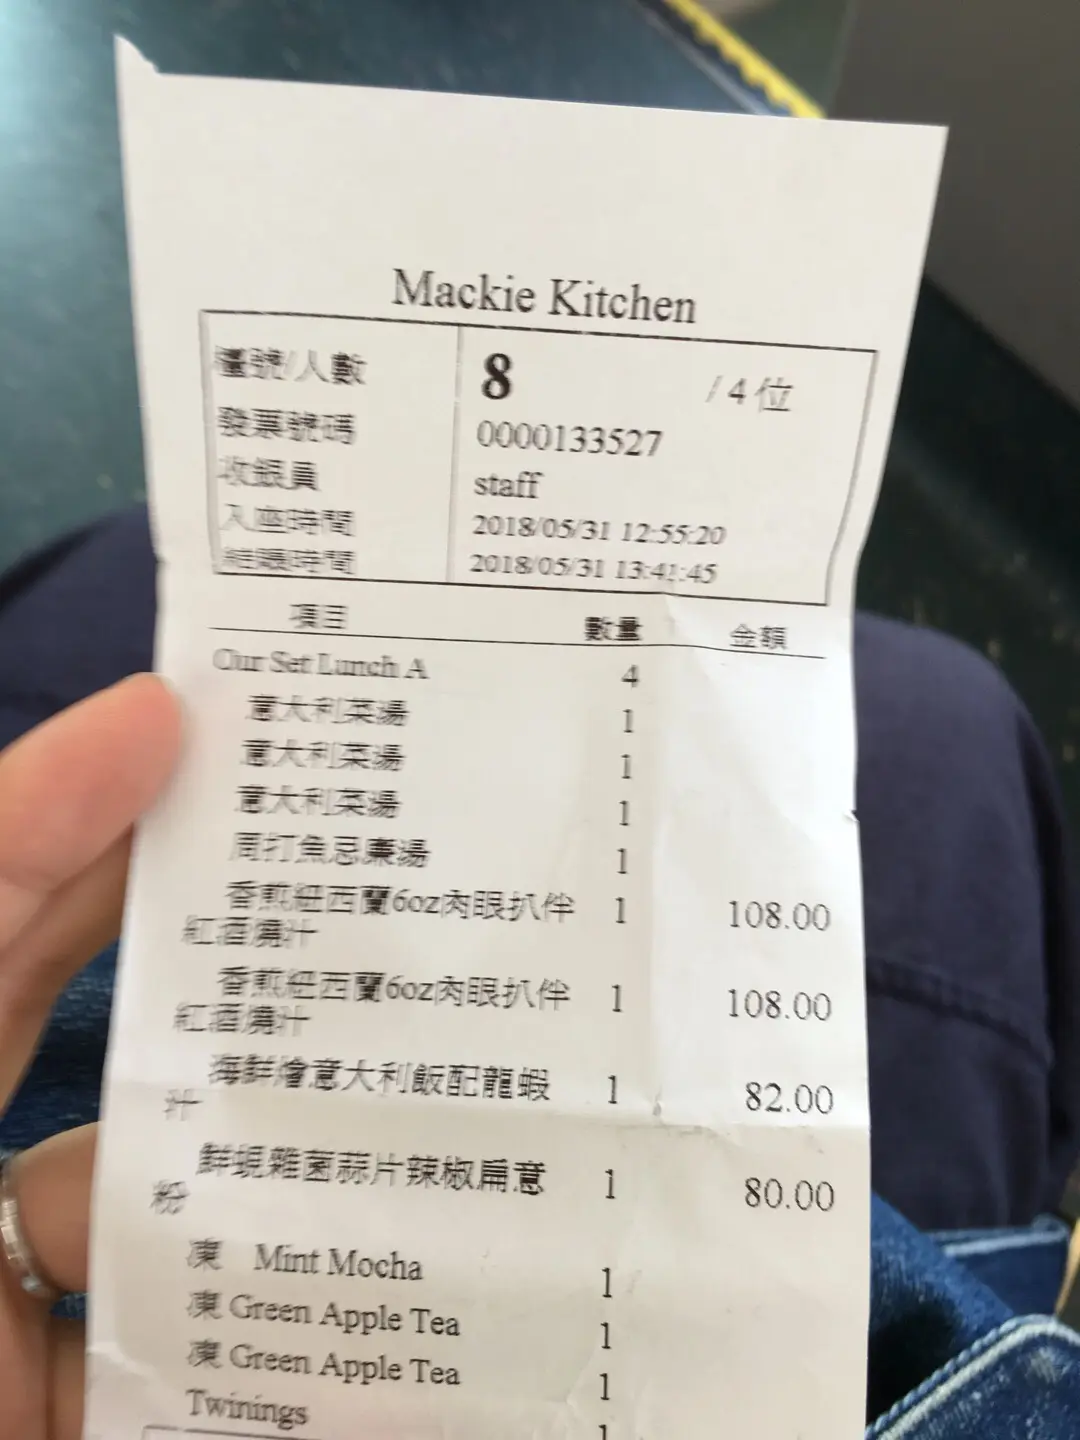 Mackie Kitchen
檯號/人數 8 /4位
發票號碼 0000133527
收銀員 staff
入座時間 2018/05/31 12:55:20
結賬時間 2018/05/31 13:41:45
項目 數量 金額
Our Set Lunch A 4
意大利菜湯 1
意大利菜湯 1
意大利菜湯 1
周打魚忌廉湯 1
香煎紐西蘭6oz肉眼扒伴 1 108.00
紅酒燒汁
香煎紐西蘭6oz肉眼扒伴 1 108.00
紅酒燒汁
海鮮燴意大利飯配龍蝦 1 82.00
汁
鮮蜆雜菌蒜片辣椒扁意 1 80.00
粉
凍 Mint Mocha 1
凍 Green Apple Tea 1
凍 Green Apple Tea 1
Twinings 1